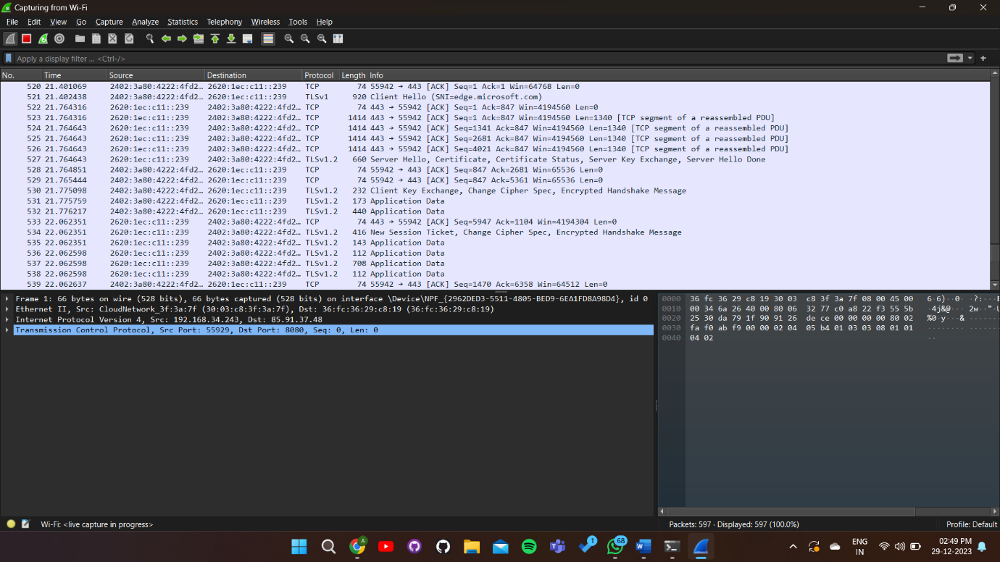 Capturing from Wi-Fi
File Edit View Go Capture Analyze Statistics Telephony Wireless Tools Help
Apply a display filter ... <Ctrl-/>
No. Time Source Destination Protocol Length Info
520 21.401069 2402:3a80:4222:4fd2… 2620:1ec:c11::239 TCP 74 55942 → 443 [ACK] Seq=1 Ack=1 Win=64768 Len=0
521 21.402438 2402:3a80:4222:4fd2… 2620:1ec:c11::239 TLSv1 920 Client Hello (SNI=edge.microsoft.com)
522 21.764316 2620:1ec:c11::239 2402:3a80:4222:4fd2… TCP 74 443 → 55942 [ACK] Seq=1 Ack=847 Win=4194560 Len=0
523 21.764316 2620:1ec:c11::239 2402:3a80:4222:4fd2… TCP 1414 443 → 55942 [ACK] Seq=1 Ack=847 Win=4194560 Len=1340 [TCP segment of a reassembled PDU]
524 21.764643 2620:1ec:c11::239 2402:3a80:4222:4fd2… TCP 1414 443 → 55942 [ACK] Seq=1341 Ack=847 Win=4194560 Len=1340 [TCP segment of a reassembled PDU]
525 21.764643 2620:1ec:c11::239 2402:3a80:4222:4fd2… TCP 1414 443 → 55942 [ACK] Seq=2681 Ack=847 Win=4194560 Len=1340 [TCP segment of a reassembled PDU]
526 21.764643 2620:1ec:c11::239 2402:3a80:4222:4fd2… TCP 1414 443 → 55942 [ACK] Seq=4021 Ack=847 Win=4194560 Len=1340 [TCP segment of a reassembled PDU]
527 21.764643 2620:1ec:c11::239 2402:3a80:4222:4fd2… TLSv1.2 660 Server Hello, Certificate, Certificate Status, Server Key Exchange, Server Hello Done
528 21.764851 2402:3a80:4222:4fd2… 2620:1ec:c11::239 TCP 74 55942 → 443 [ACK] Seq=847 Ack=2681 Win=65536 Len=0
529 21.765444 2402:3a80:4222:4fd2… 2620:1ec:c11::239 TCP 74 55942 → 443 [ACK] Seq=847 Ack=5361 Win=65536 Len=0
530 21.775098 2402:3a80:4222:4fd2… 2620:1ec:c11::239 TLSv1.2 232 Client Key Exchange, Change Cipher Spec, Encrypted Handshake Message
531 21.775759 2402:3a80:4222:4fd2… 2620:1ec:c11::239 TLSv1.2 173 Application Data
532 21.776217 2402:3a80:4222:4fd2… 2620:1ec:c11::239 TLSv1.2 440 Application Data
533 22.062351 2620:1ec:c11::239 2402:3a80:4222:4fd2… TCP 74 443 → 55942 [ACK] Seq=5947 Ack=1104 Win=4194304 Len=0
534 22.062351 2620:1ec:c11::239 2402:3a80:4222:4fd2… TLSv1.2 416 New Session Ticket, Change Cipher Spec, Encrypted Handshake Message
535 22.062351 2620:1ec:c11::239 2402:3a80:4222:4fd2… TLSv1.2 143 Application Data
536 22.062598 2620:1ec:c11::239 2402:3a80:4222:4fd2… TLSv1.2 112 Application Data
537 22.062598 2620:1ec:c11::239 2402:3a80:4222:4fd2… TLSv1.2 708 Application Data
538 22.062598 2620:1ec:c11::239 2402:3a80:4222:4fd2… TLSv1.2 112 Application Data
539 22.062637 2402:3a80:4222:4fd2… 2620:1ec:c11::239 TCP 74 55942 → 443 [ACK] Seq=1470 Ack=6358 Win=64512 Len=0
Frame 1: 66 bytes on wire (528 bits), 66 bytes captured (528 bits) on interface \Device\NPF_{2962DED3-5511-4805-BED9-6EA1FD8A98D4}, id 0
Ethernet II, Src: CloudNetwork_3f:3a:7f (30:03:c8:3f:3a:7f), Dst: 36:fc:36:29:c8:19 (36:fc:36:29:c8:19)
Internet Protocol Version 4, Src: 192.168.34.243, Dst: 85.91.37.48
Transmission Control Protocol, Src Port: 55929, Dst Port: 8080, Seq: 0, Len: 0
0000 36 fc 36 29 c8 19 30 03 c8 3f 3a 7f 08 00 45 00 6·6)··0· ·?:···E
0010 00 34 6a 26 40 00 80 06 32 77 c0 a8 22 f3 55 5b ·4j&@··· 2w··"·U
0020 25 30 da 79 1f 90 91 26 de ce 00 00 00 00 80 02 %0·y···& ········
0030 fa f0 ab f9 00 00 02 04 05 b4 01 03 03 08 01 01 ········ ·······
0040 04 02 ··
Wi-Fi: <live capture in progress> Packets: 597 · Displayed: 597 (100.0%) Profile: Default
A 1 68
ENG
IN
02:49 PM
29-12-2023